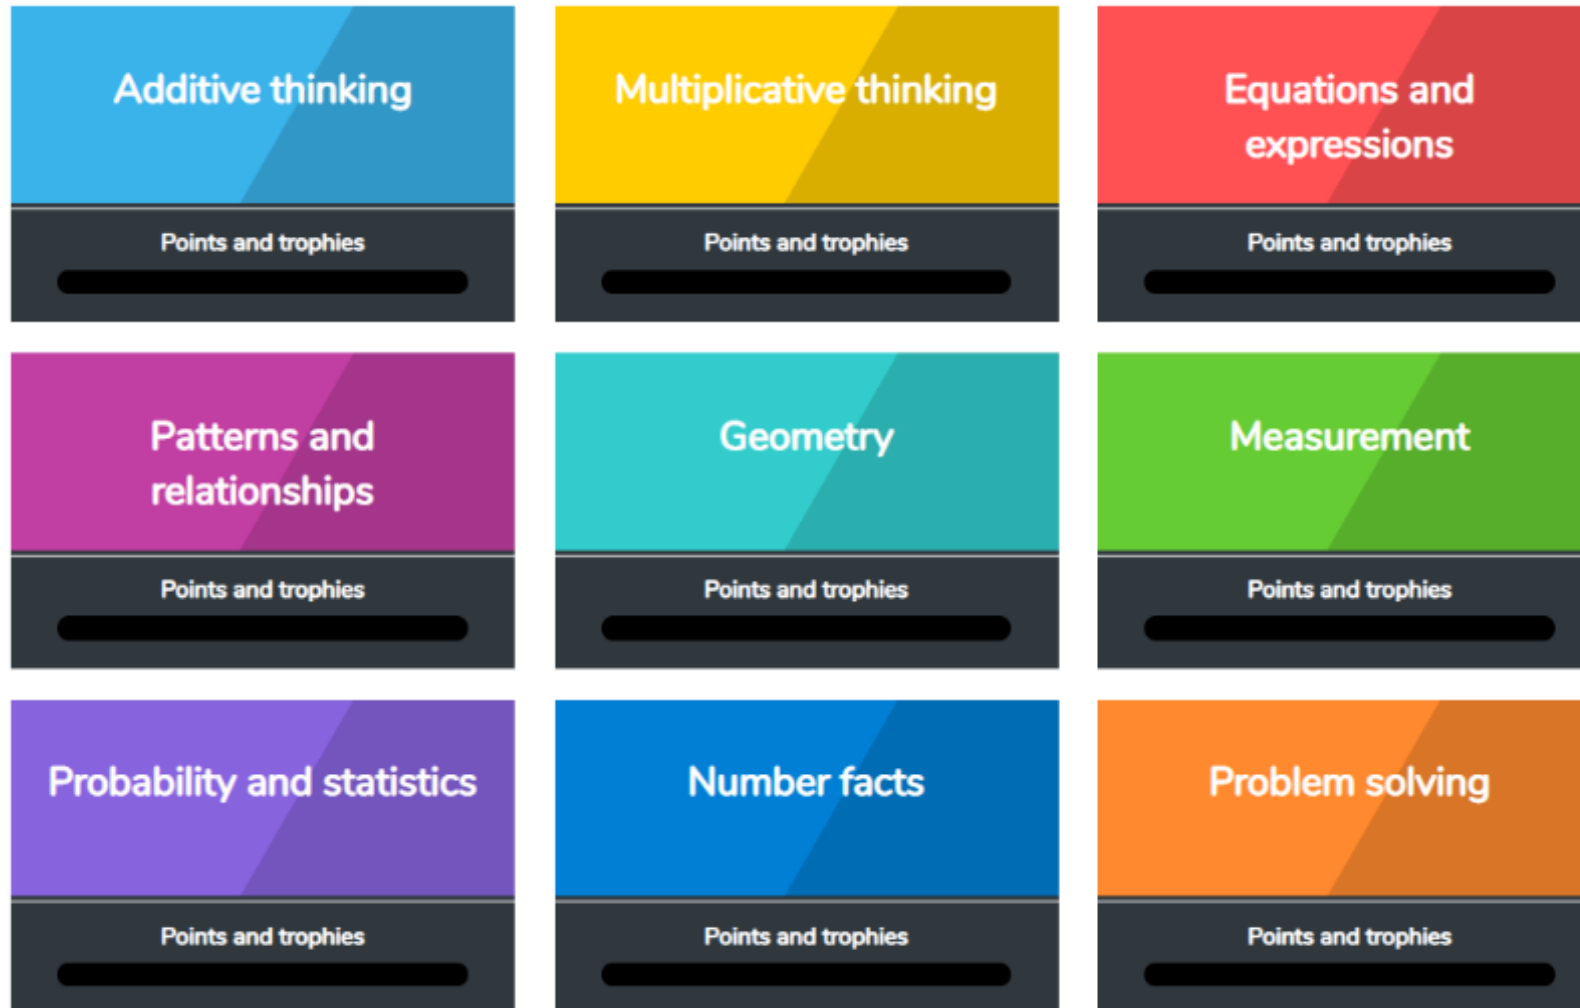 Additive thinking
Points and trophies
Multiplicative thinking
Points and trophies
Equations and
expressions
Points and trophies
Patterns and
relationships
Points and trophies
Geometry
Points and trophies
Measurement
Points and trophies
Probability and statistics
Points and trophies
Number facts
Points and trophies
Problem solving
Points and trophies